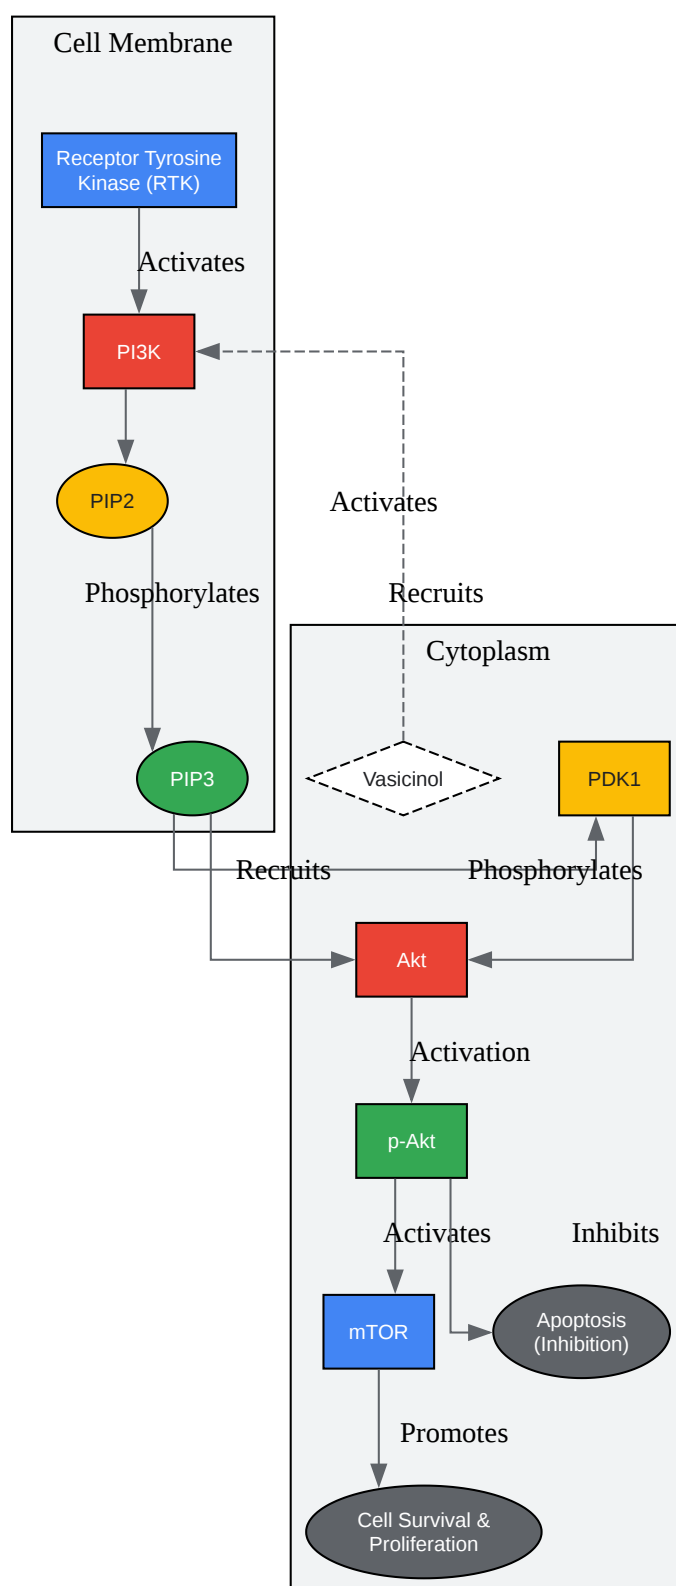 Cell Membrane
Receptor Tyrosine
Kinase (RTK)
Activates
PI3K
PIP2
Activates
Phosphorylates
Recruits
Cytoplasm
PIP3
Vasicinol
PDK1
Recruits
Phosphorylates
Akt
Activation
p-Akt
Activates
Inhibits
mTOR
Apoptosis
(Inhibition)
Promotes
Cell Survival &
Proliferation